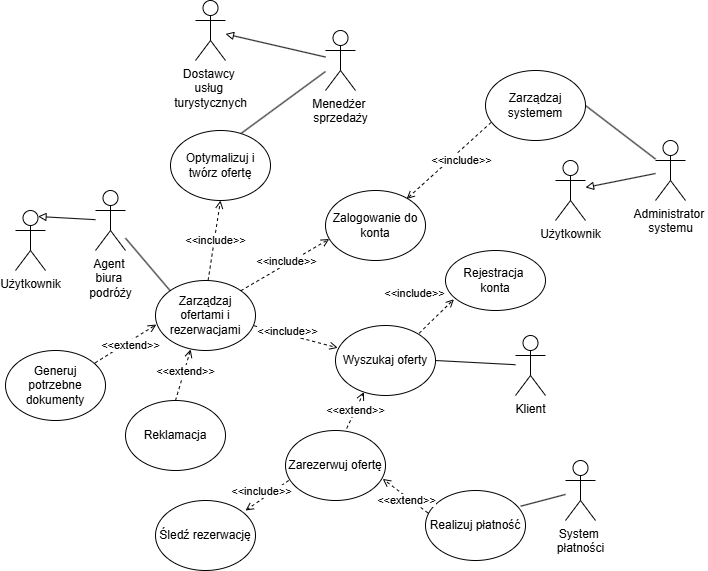 Dostawcy
usług
turystycznych
Menedżer
sprzedaży
Zarządzaj
systemem
Optymalizuj i
twórz ofertę
<<include>>
Użytkownik
Administrator
systemu
Zalogowanie do
konta
Użytkownik
Agent
biura
podróży
<<include>>
<<include>>
Rejestracja
konta
<<include>>
Zarządzaj
ofertami i
rezerwacjami
<<include>>
Wyszukaj oferty
<<extend>>
<<extend>>
Generuj
potrzebne
dokumenty
Klient
Reklamacja
<<extend>>
Zarezerwuj ofertę
<<include>>
<<extend>>
Śledź rezerwację
Realizuj płatność
System
płatności